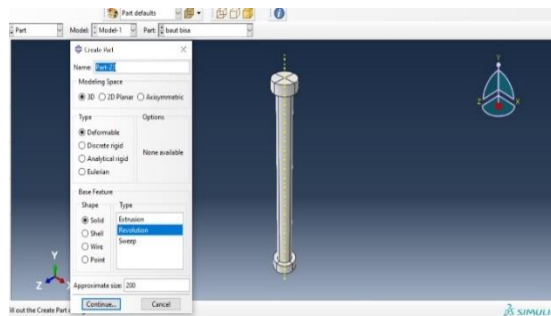 Part defaults
Part Model: Model-1 Part: baut bisa
Create Part
Name: Part-23
Modeling Space
3D 2D Planar Axisymmetric
Type Options
Deformable
Discrete rigid
Analytical rigid
Eulerian
None available
Base Feature
Shape Type
Solid Extrusion
Shell Revolution
Wire Sweep
Point
Approximate size: 200
Continue... Cancel
Y
Z
Y
Z X
ill out the Create Part
SIMULI